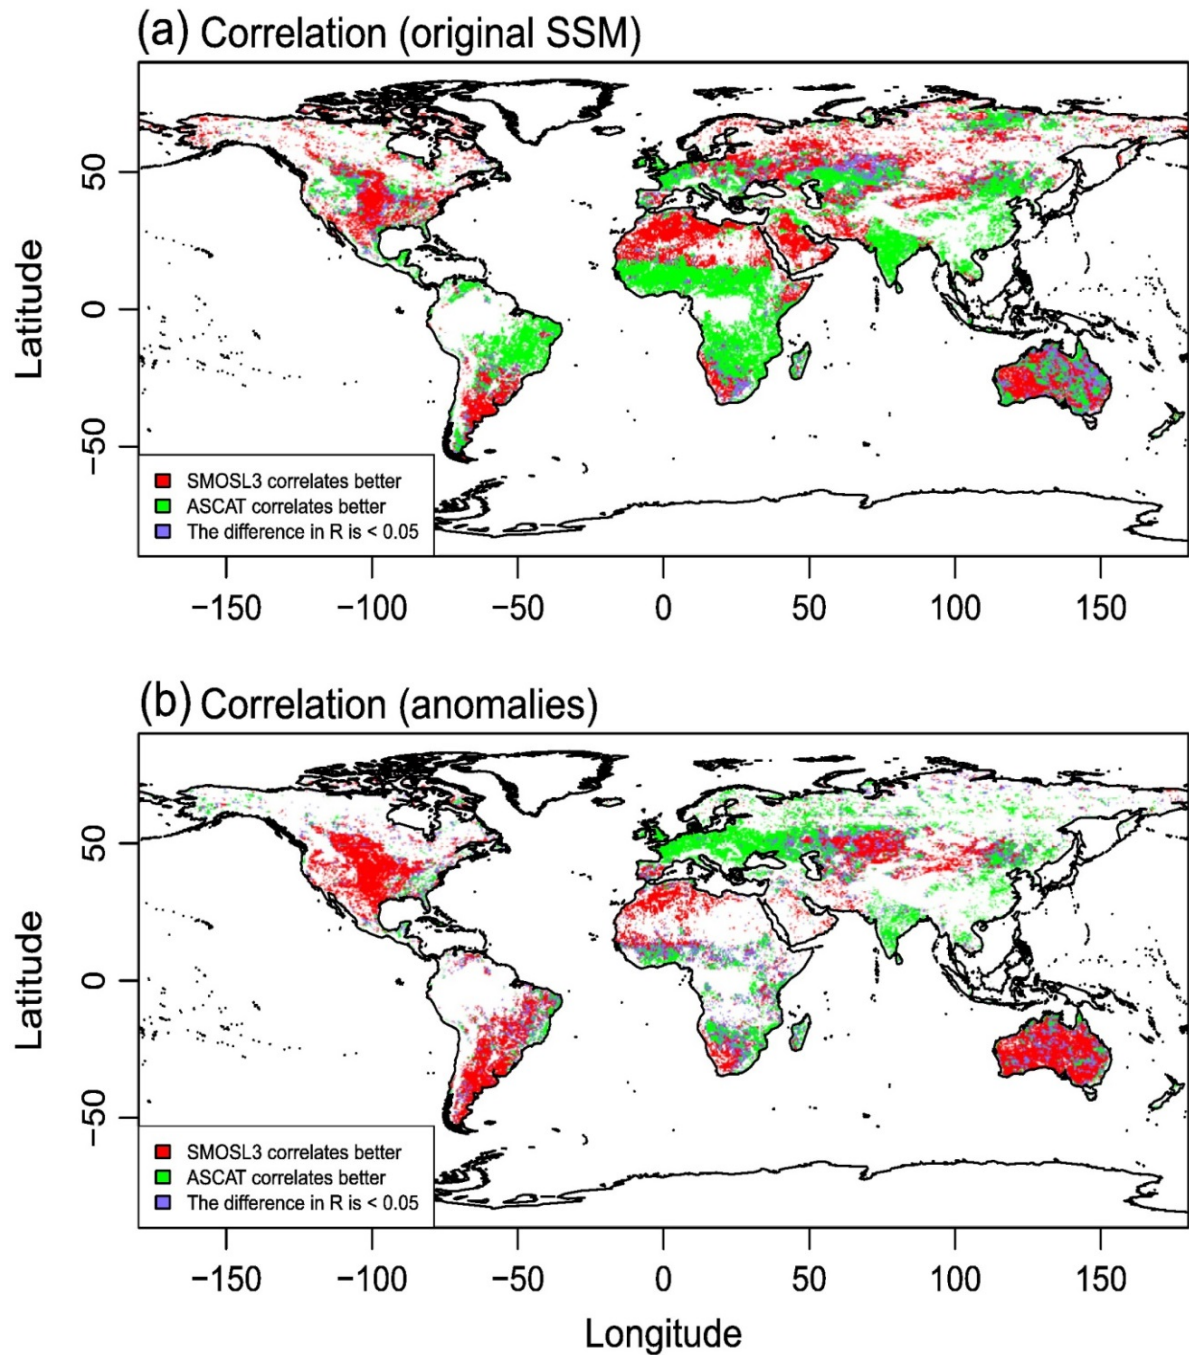 (a) Correlation (original SSM)
Latitude
50
0
−50
SMOSL3 correlates better
ASCAT correlates better
The difference in R is < 0.05
−150 −100 −50 0 50 100 150
(b) Correlation (anomalies)
Latitude
50
0
−50
SMOSL3 correlates better
ASCAT correlates better
The difference in R is < 0.05
−150 −100 −50 0 50 100 150
Longitude